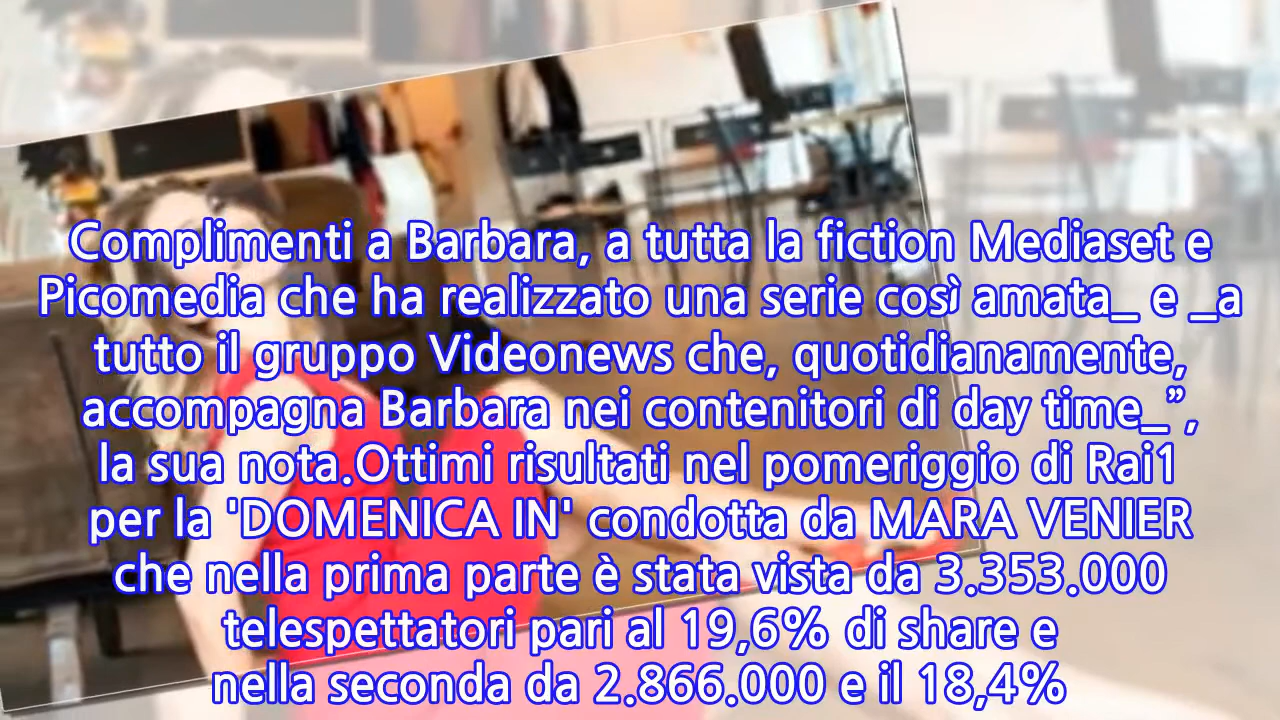 Complimenti a Barbara, a tutta la fiction Mediaset e
Picomedia che ha realizzato una serie così amata_ e _a
tutto il gruppo Videonews che, quotidianamente,
accompagna Barbara nei contenitori di day time_”,
la sua nota.Ottimi risultati nel pomeriggio di Rai1
per la 'DOMENICA IN' condotta da MARA VENIER
che nella prima parte è stata vista da 3.353.000
telespettatori pari al 19,6% di share e
nella seconda da 2.866.000 e il 18,4%